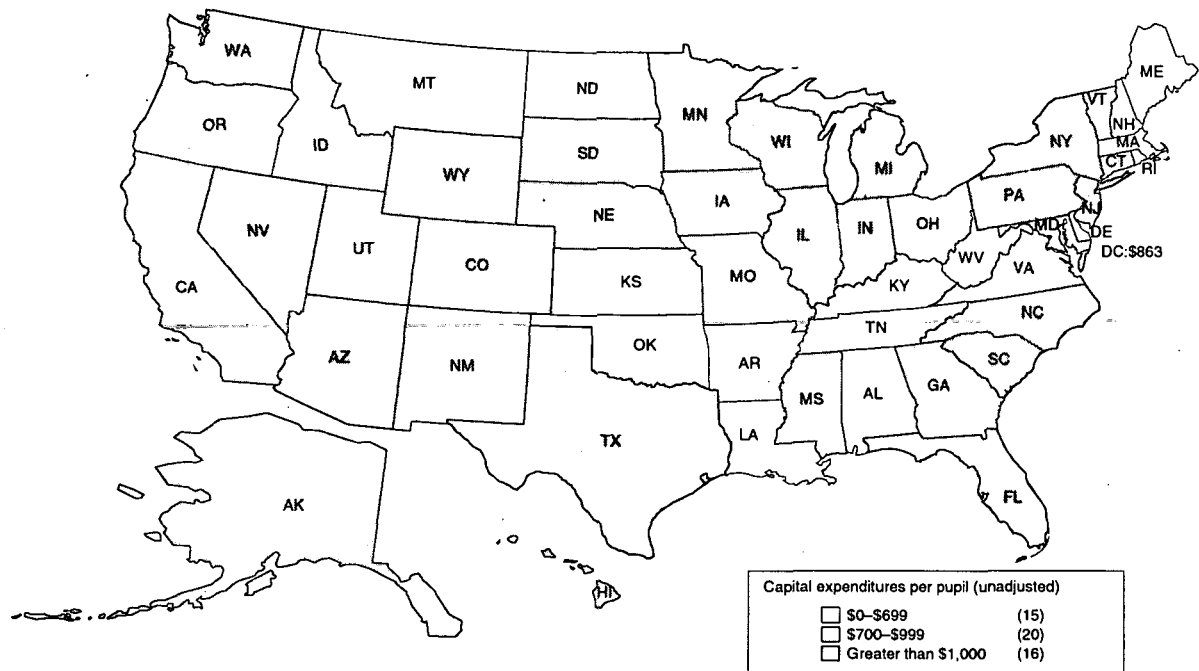 WA
MT
ND
MN
ME
VT
NH
OR
ID
SD
WI
NY
MA
CT
RI
MI
WY
PA
NE
IA
NJ
NV
UT
CO
IL
IN
OH
MD
DE
DC:$863
WV
VA
CA
KS
MO
KY
NC
TN
AZ
NM
OK
AR
SC
MS
AL
GA
TX
LA
AK
FL
HI
Capital expenditures per pupil (unadjusted)
$0–$699 (15)
$700–$999 (20)
Greater than $1,000 (16)